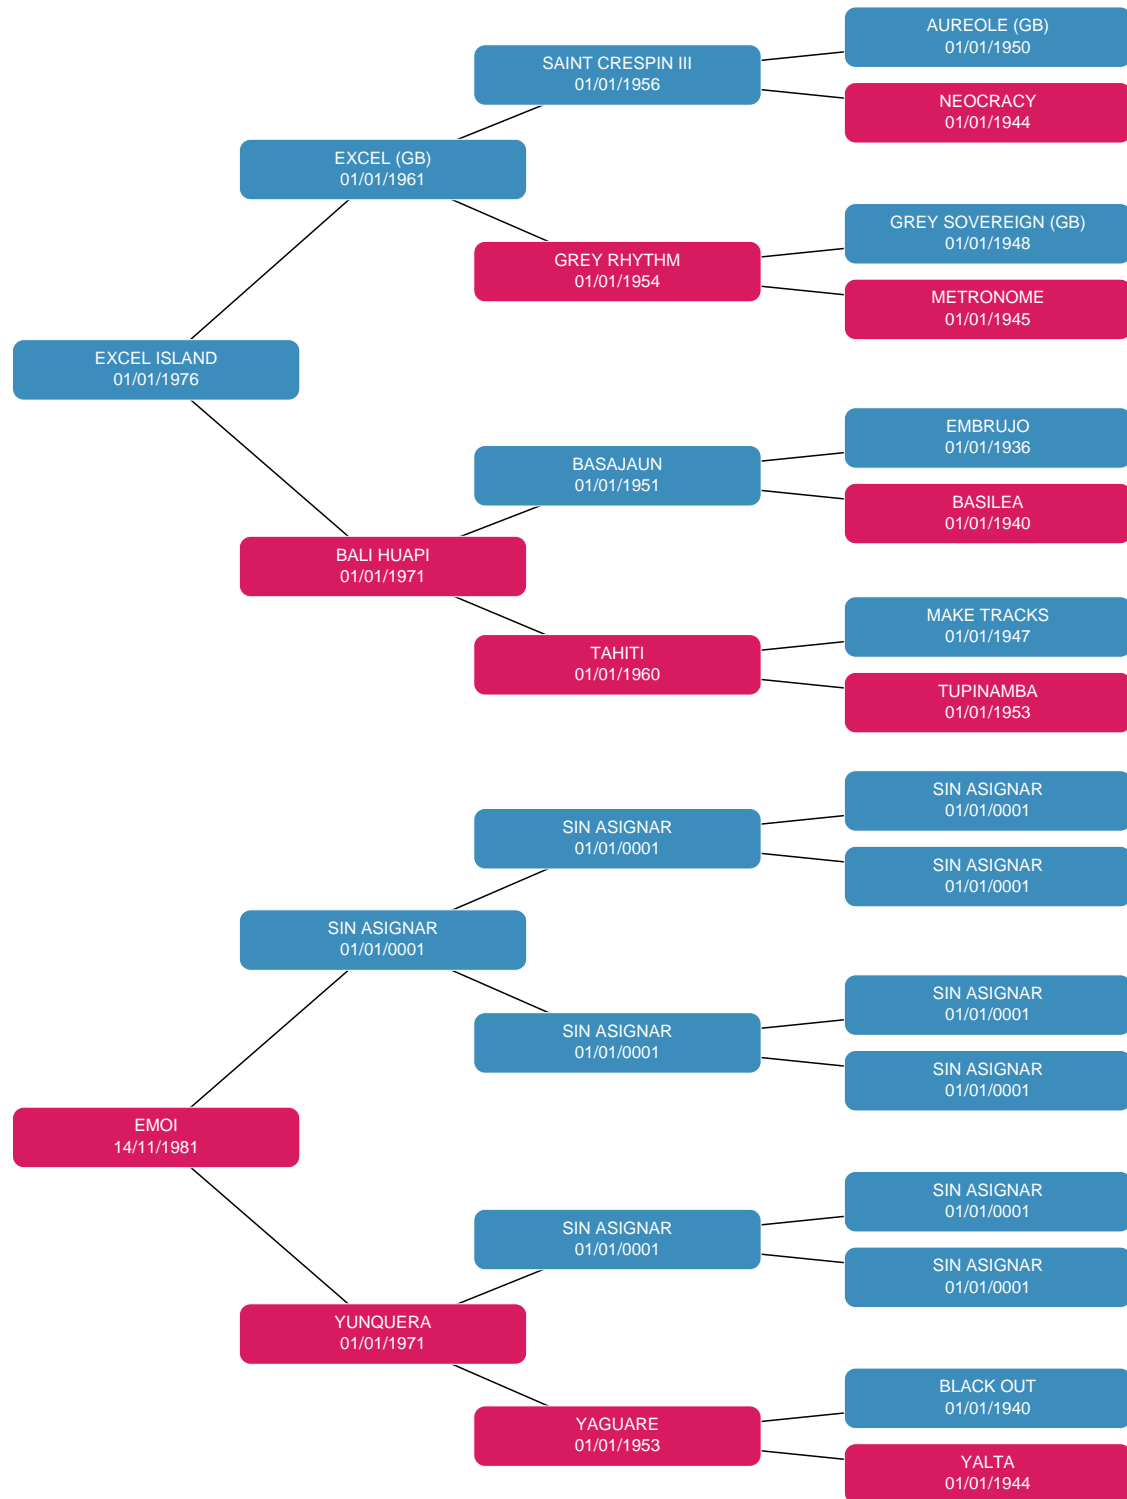 AUREOLE (GB)
01/01/1950
SAINT CRESPIN III
01/01/1956
NEOCRACY
01/01/1944
EXCEL (GB)
01/01/1961
GREY SOVEREIGN (GB)
01/01/1948
GREY RHYTHM
01/01/1954
METRONOME
01/01/1945
EXCEL ISLAND
01/01/1976
EMBRUJO
01/01/1936
BASAJAUN
01/01/1951
BASILEA
01/01/1940
BALI HUAPI
01/01/1971
MAKE TRACKS
01/01/1947
TAHITI
01/01/1960
TUPINAMBA
01/01/1953
SIN ASIGNAR
01/01/0001
SIN ASIGNAR
01/01/0001
SIN ASIGNAR
01/01/0001
SIN ASIGNAR
01/01/0001
SIN ASIGNAR
01/01/0001
SIN ASIGNAR
01/01/0001
SIN ASIGNAR
01/01/0001
EMOI
14/11/1981
SIN ASIGNAR
01/01/0001
SIN ASIGNAR
01/01/0001
SIN ASIGNAR
01/01/0001
YUNQUERA
01/01/1971
BLACK OUT
01/01/1940
YAGUARE
01/01/1953
YALTA
01/01/1944